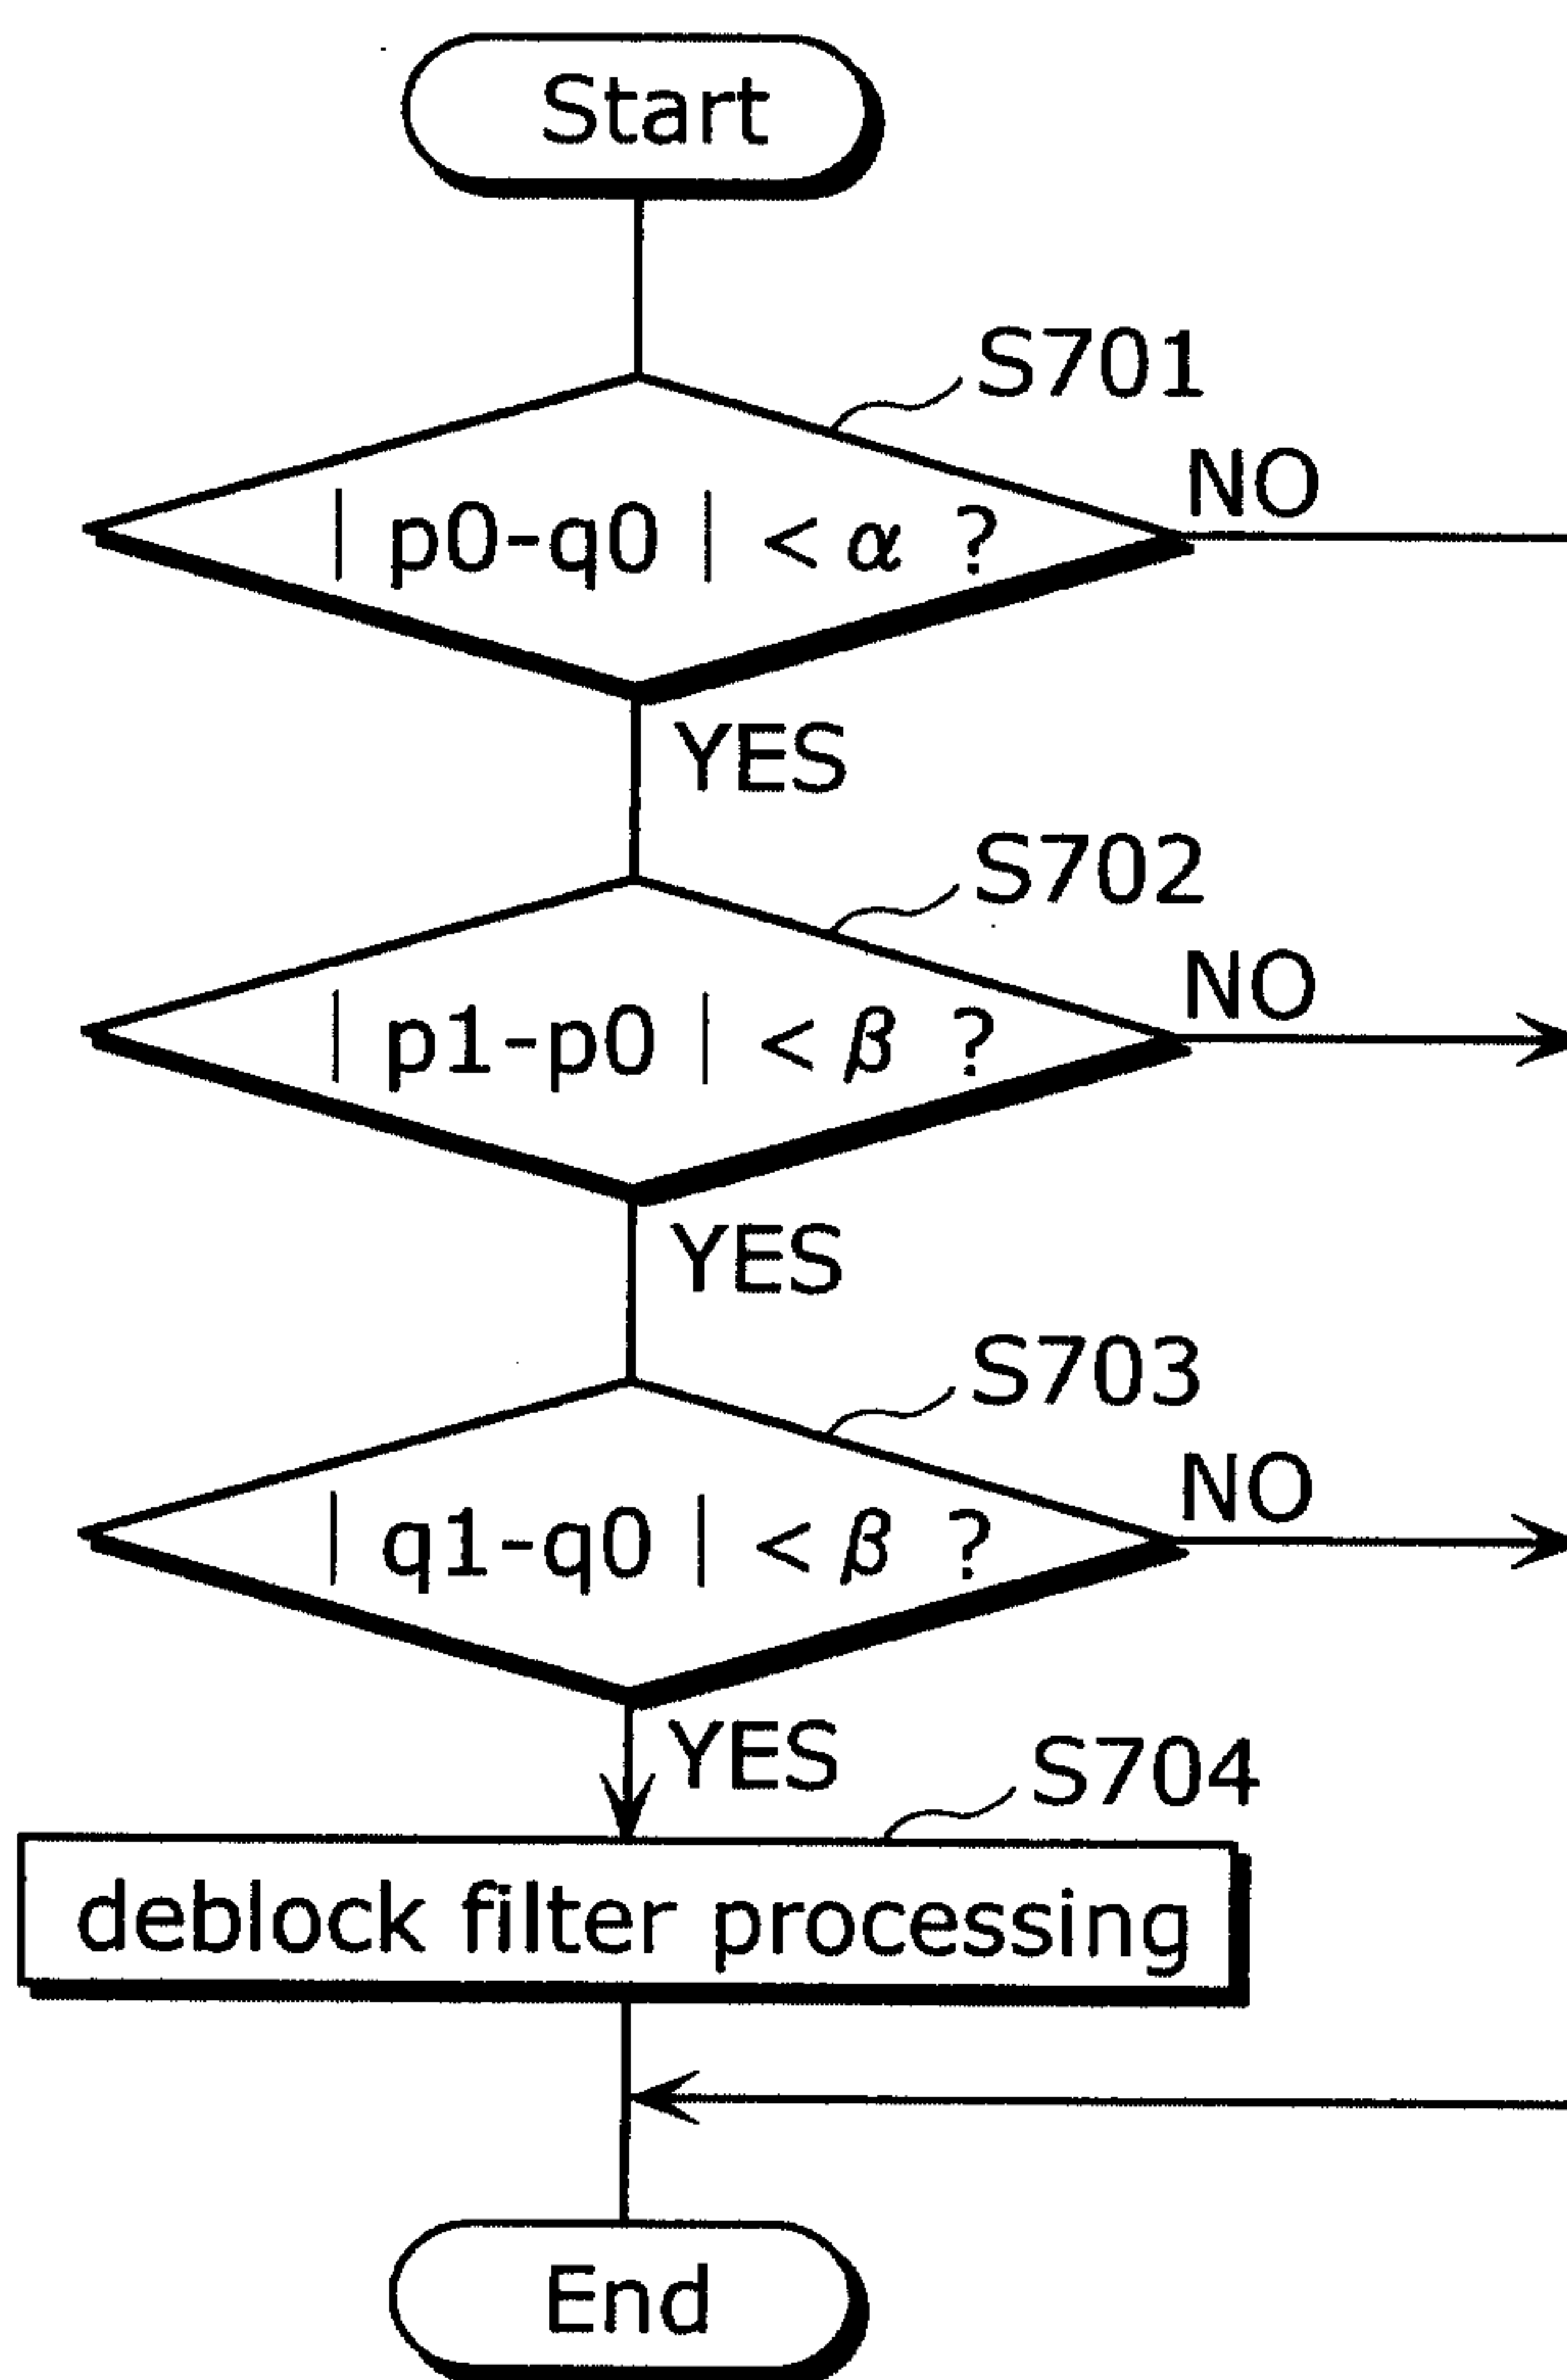 Start
S701
| p0-q0 | < α ?
NO
YES
S702
| p1-p0 | < β ?
NO
YES
S703
| q1-q0 | < β ?
NO
YES
S704
deblock filter processing
End